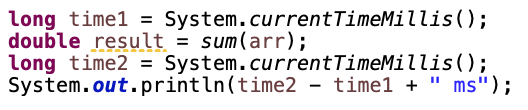 long time1 = System.currentTimeMillis();
double result = sum(arr);
long time2 = System.currentTimeMillis();
System.out.println(time2 - time1 + " ms");